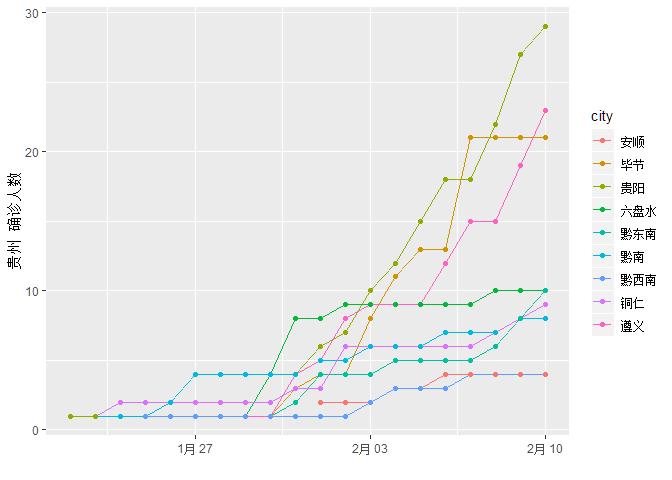 30
20
10
0
贵州 确诊人数
1月 27
2月 03
2月 10
city
安顺
毕节
贵阳
六盘水
黔东南
黔南
黔西南
铜仁
遵义